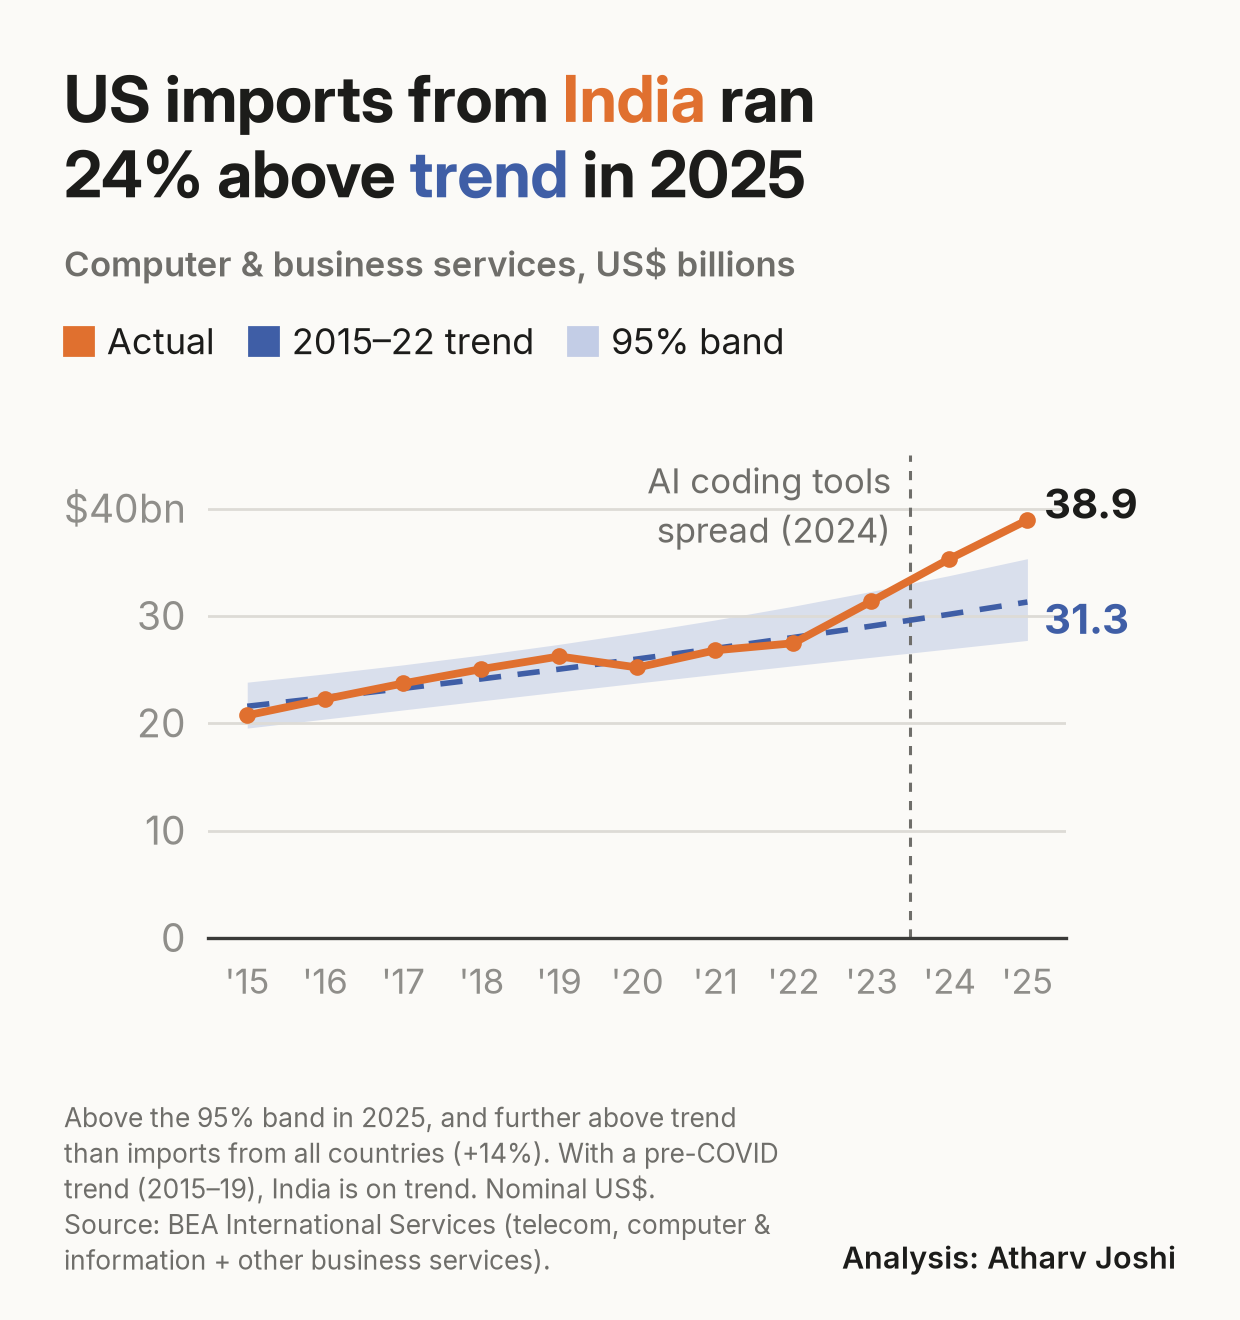 US imports from India ran
24% above trend in 2025
Computer & business services, US$ billions
Actual
2015–22 trend
95% band
AI coding tools
spread (2024)
$40bn
30
20
10
0
38.9
31.3
'15 '16 '17 '18 '19 '20 '21 '22 '23 '24 '25
Above the 95% band in 2025, and further above trend
than imports from all countries (+14%). With a pre-COVID
trend (2015–19), India is on trend. Nominal US$.
Source: BEA International Services (telecom, computer &
information + other business services).
Analysis: Atharv Joshi